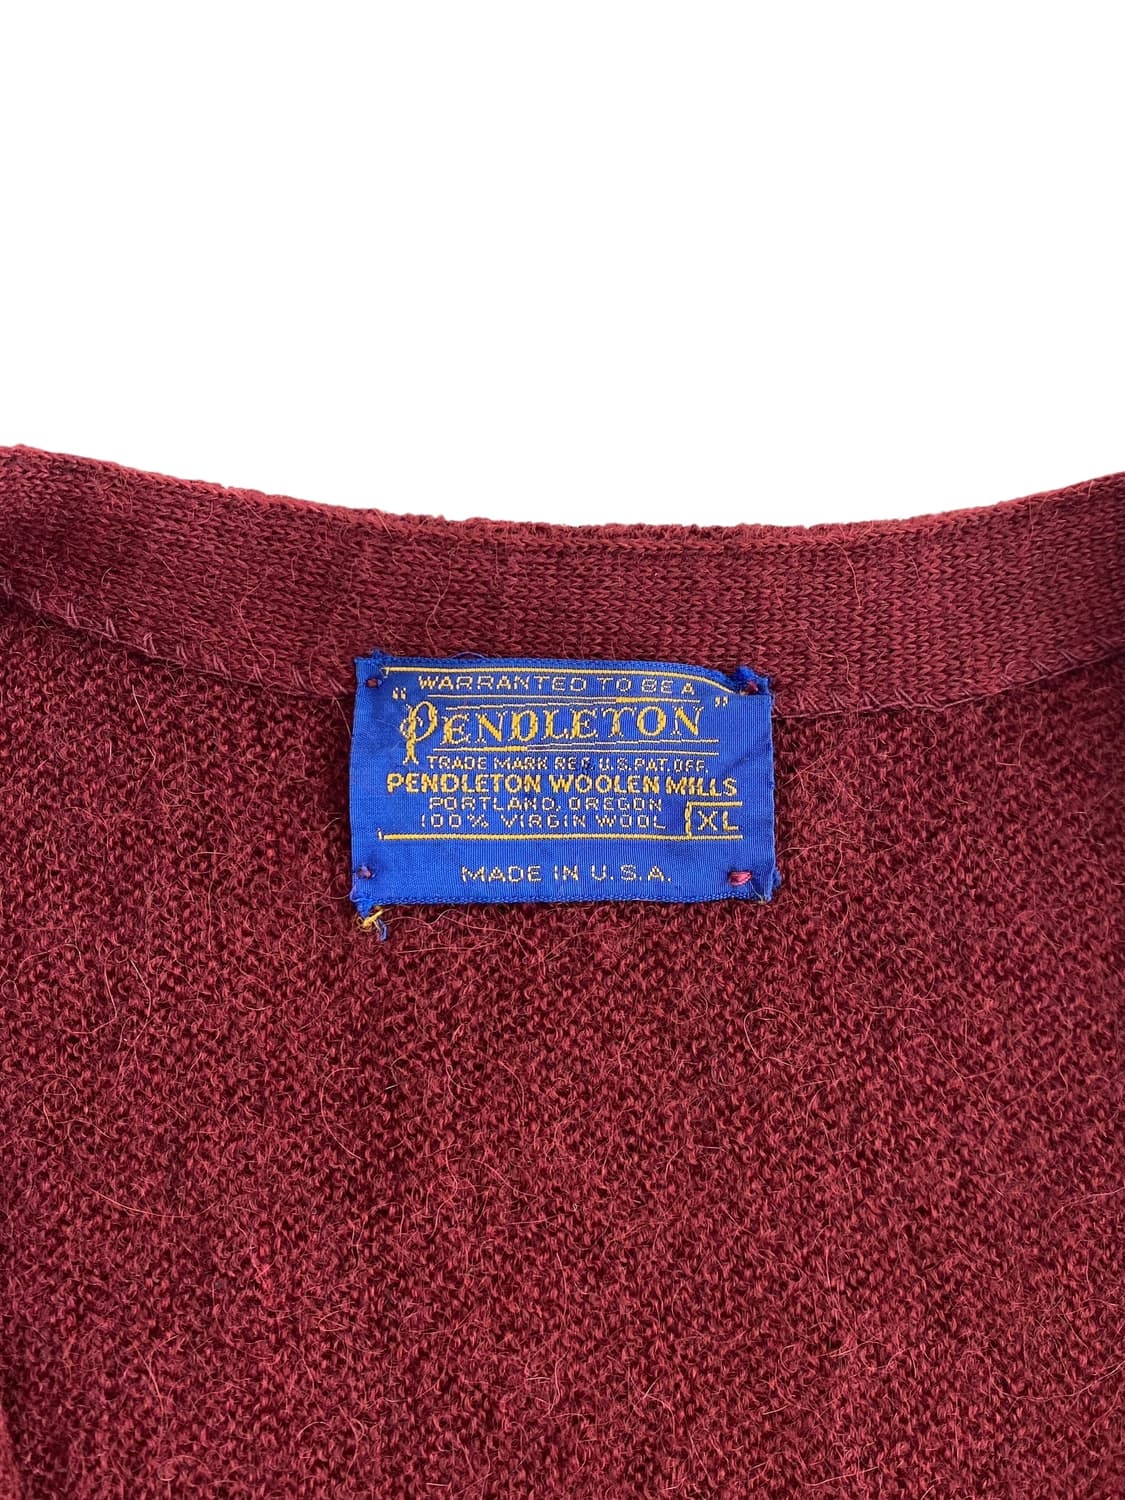 WARRANTED TO BE A
"PENDLETON"
TRADE MARK REG. U.S. PAT. OFF.
PENDLETON WOOLEN MILLS
PORTLAND, OREGON
100% VIRGIN WOOL XL
MADE IN U.S.A.